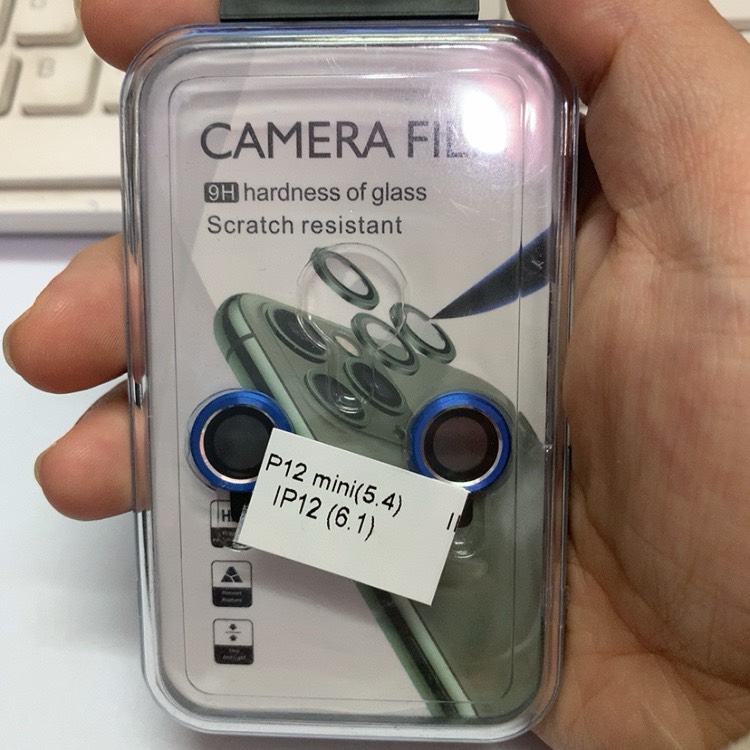 CAMERA FIL
9H hardness of glass
Scratch resistant
P12 mini(5.4)
IP12 (6.1)
H
B